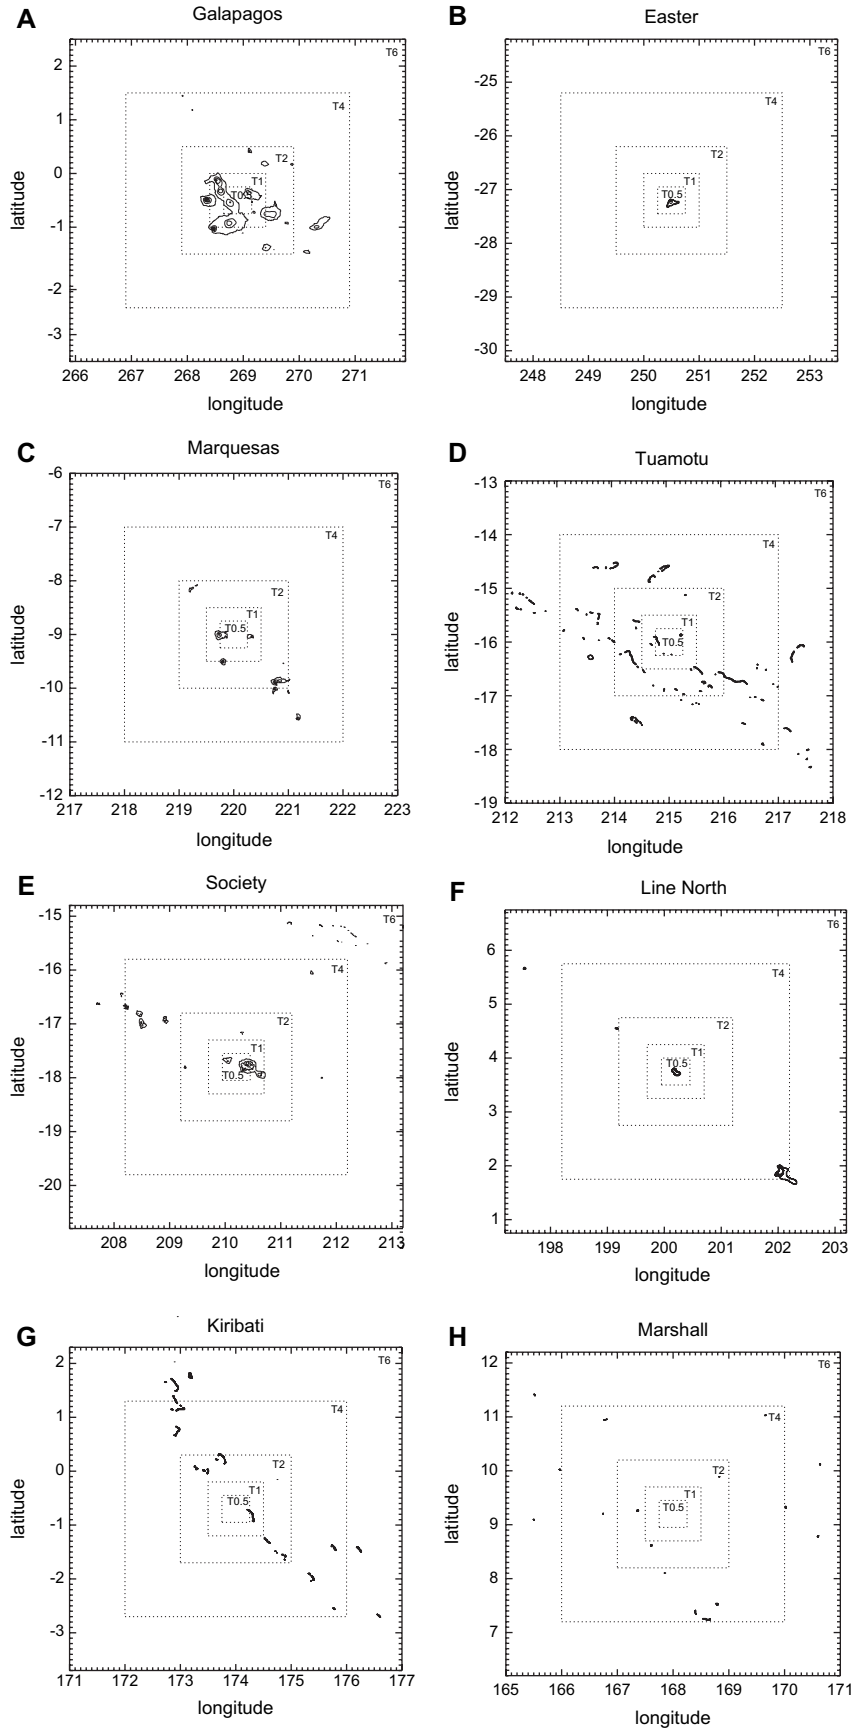 A Galapagos
T6
T4
T2
T1
T0.5
2
1
0
-1
-2
-3
latitude
266 267 268 269 270 271
longitude
B Easter
T6
T4
T2
T1
T0.5
-25
-26
-27
-28
-29
-30
latitude
248 249 250 251 252 253
longitude
C Marquesas
T6
T4
T2
T1
T0.5
-6
-7
-8
-9
-10
-11
-12
latitude
217 218 219 220 221 222 223
longitude
D Tuamotu
T6
T4
T2
T1
T0.5
-13
-14
-15
-16
-17
-18
-19
latitude
212 213 214 215 216 217 218
longitude
E Society
T6
T4
T2
T1
T0.5
-15
-16
-17
-18
-19
-20
latitude
208 209 210 211 212 213
longitude
F Line North
T6
T4
T2
T1
T0.5
6
5
4
3
2
1
latitude
198 199 200 201 202 203
longitude
G Kiribati
T6
T4
T2
T1
T0.5
2
1
0
-1
-2
-3
latitude
171 172 173 174 175 176 177
longitude
H Marshall
T6
T4
T2
T1
T0.5
12
11
10
9
8
7
latitude
165 166 167 168 169 170 171
longitude